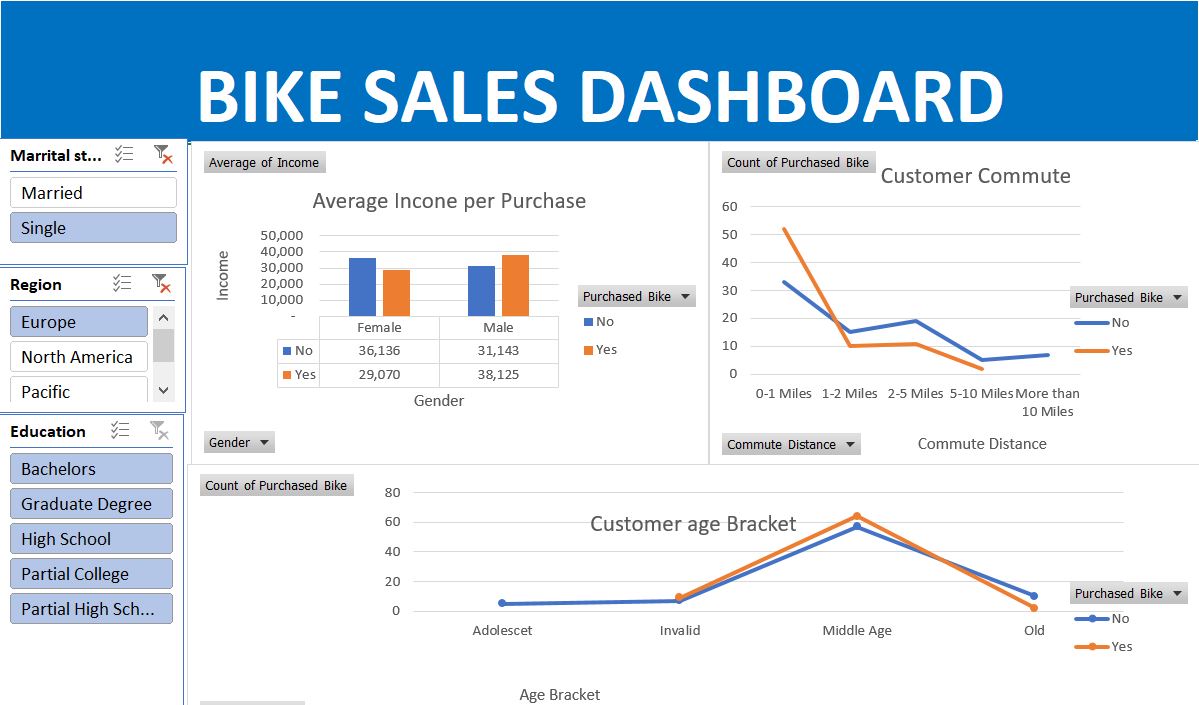 BIKE SALES DASHBOARD
Marrital st...
Married
Single
Region
Europe
North America
Pacific
Education
Bachelors
Graduate Degree
High School
Partial College
Partial High Sch...
Average of Income
Average Incone per Purchase
50,000
40,000
30,000
20,000
10,000
-
Income
Female Male
No 36,136 31,143
Yes 29,070 38,125
Gender
Purchased Bike
No
Yes
Gender
Count of Purchased Bike
Customer Commute
60
50
40
30
20
10
0
0-1 Miles 1-2 Miles 2-5 Miles 5-10 Miles More than
10 Miles
Purchased Bike
No
Yes
Commute Distance
Commute Distance
Count of Purchased Bike
Customer age Bracket
80
60
40
20
0
Adolescet Invalid Middle Age Old
Purchased Bike
No
Yes
Age Bracket